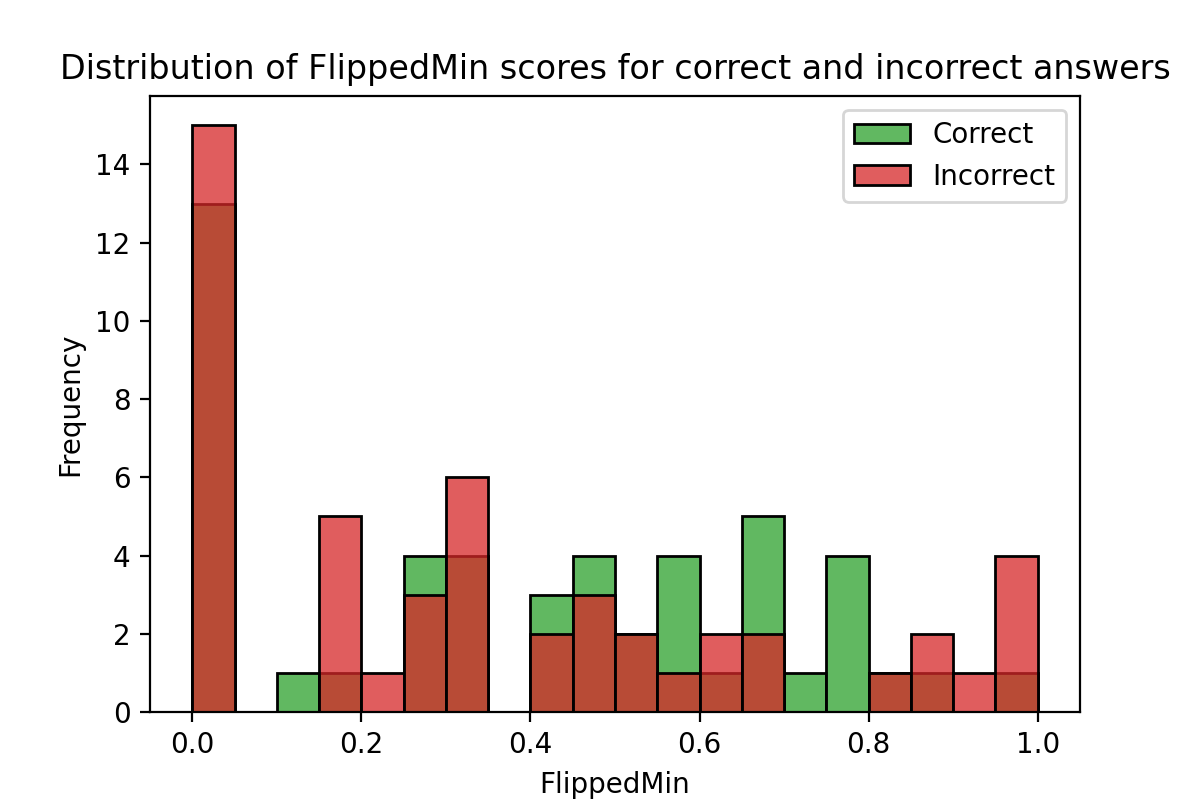 Distribution of FlippedMin scores for correct and incorrect answers
Correct
Incorrect
14
12
10
8
6
4
2
0
Frequency
0.0 0.2 0.4 0.6 0.8 1.0
FlippedMin